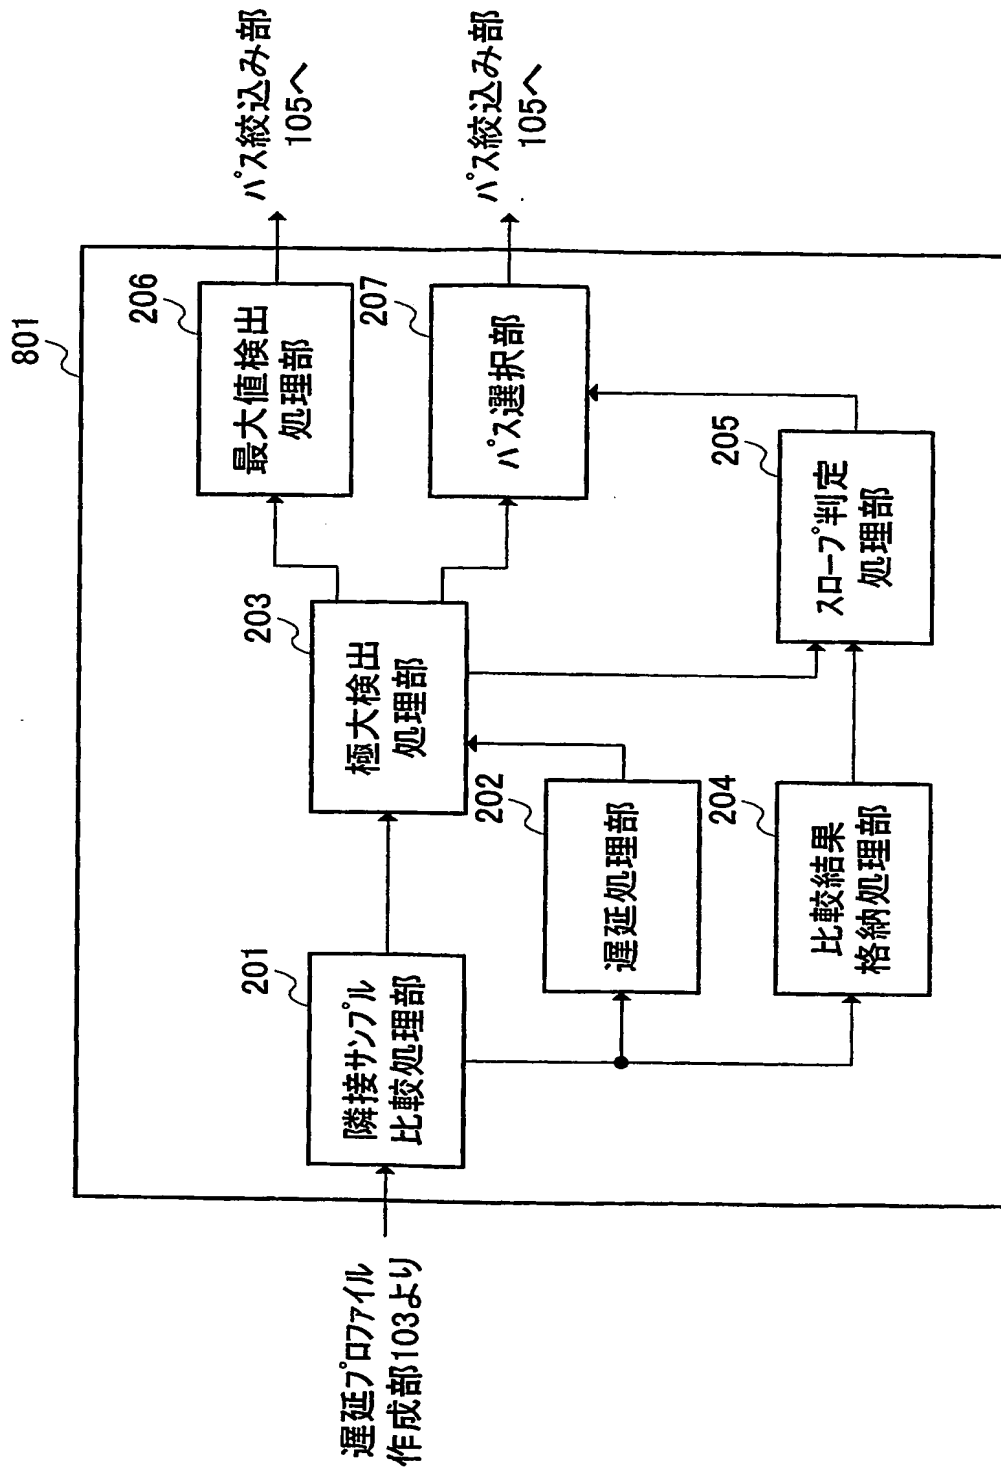 801
遅延プロファイル
作成部103より
201
隣接サンプル
比較処理部
202
遅延処理部
203
極大検出
処理部
204
比較結果
格納処理部
205
スロープ判定
処理部
206
最大値検出
処理部
207
パス選択部
パス絞込み部
105へ
パス絞込み部
105へ